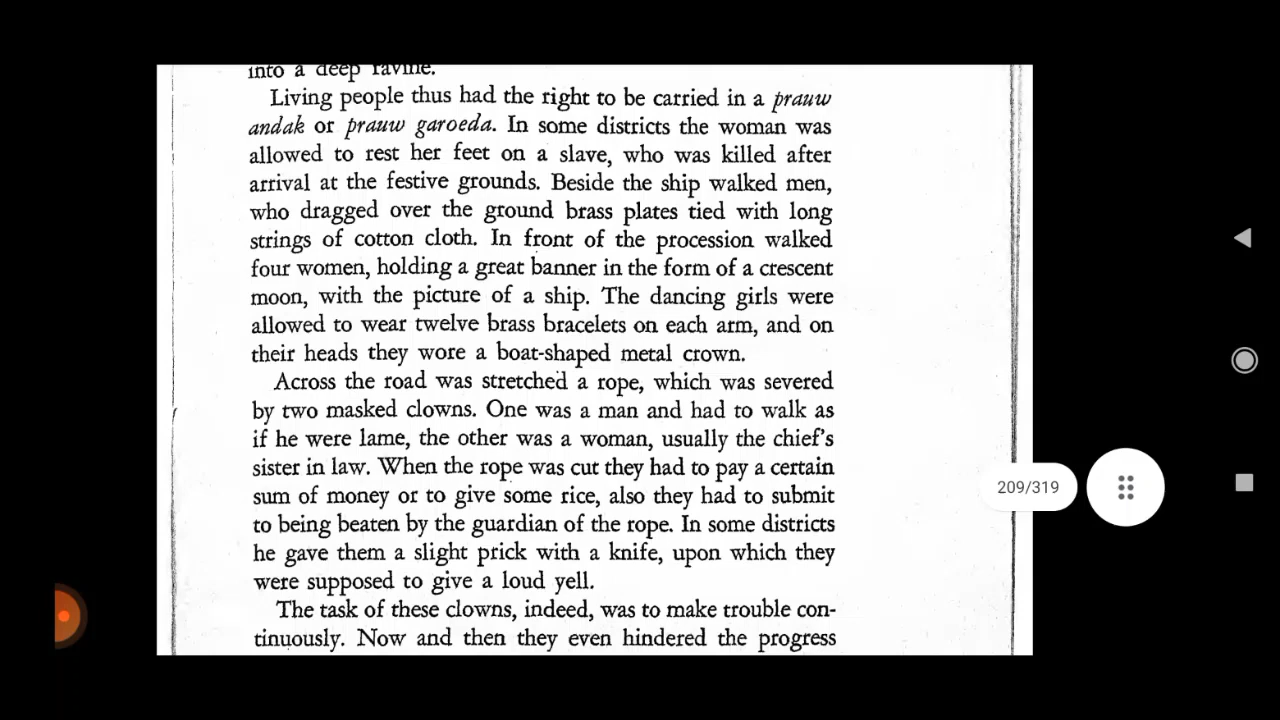 into a deep ravine.
Living people thus had the right to be carried in a prauw
andak or prauw garoeda. In some districts the woman was
allowed to rest her feet on a slave, who was killed after
arrival at the festive grounds. Beside the ship walked men,
who dragged over the ground brass plates tied with long
strings of cotton cloth. In front of the procession walked
four women, holding a great banner in the form of a crescent
moon, with the picture of a ship. The dancing girls were
allowed to wear twelve brass bracelets on each arm, and on
their heads they wore a boat-shaped metal crown.
Across the road was stretched a rope, which was severed
by two masked clowns. One was a man and had to walk as
if he were lame, the other was a woman, usually the chief's
sister in law. When the rope was cut they had to pay a certain
sum of money or to give some rice, also they had to submit
to being beaten by the guardian of the rope. In some districts
he gave them a slight prick with a knife, upon which they
were supposed to give a loud yell.
The task of these clowns, indeed, was to make trouble con-
tinuously. Now and then they even hindered the progress
209/319